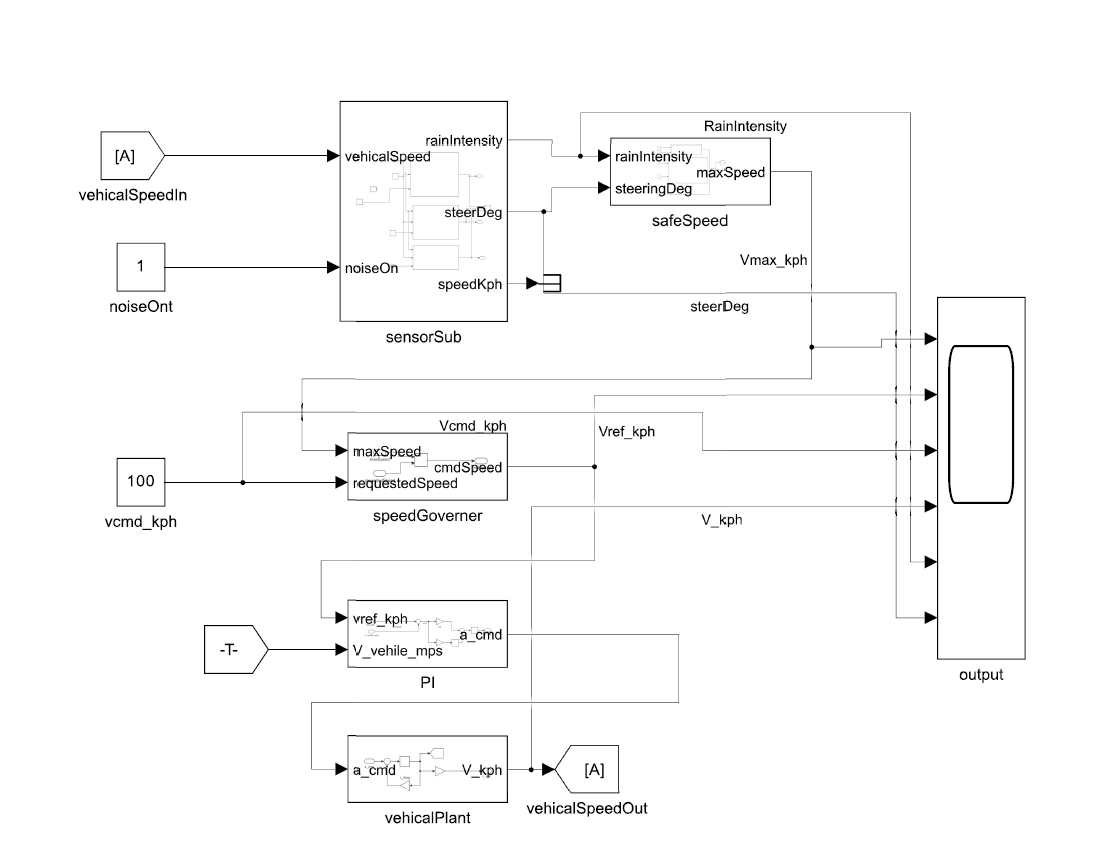 RainIntensity
rainIntensity
[A]
vehicalSpeed
rainIntensity
maxSpeed
vehicalSpeedIn
steeringDeg
steerDeg
safeSpeed
Vmax_kph
1
noiseOn
speedKph
noiseOnt
steerDeg
sensorSub
Vcmd_kph
Vref_kph
maxSpeed
cmdSpeed
100
requestedSpeed
vcmd_kph
speedGoverner
V_kph
vref_kph
a_cmd
-T-
V_vehile_mps
PI
output
a_cmd
V_kph
[A]
vehicalPlant
vehicalSpeedOut